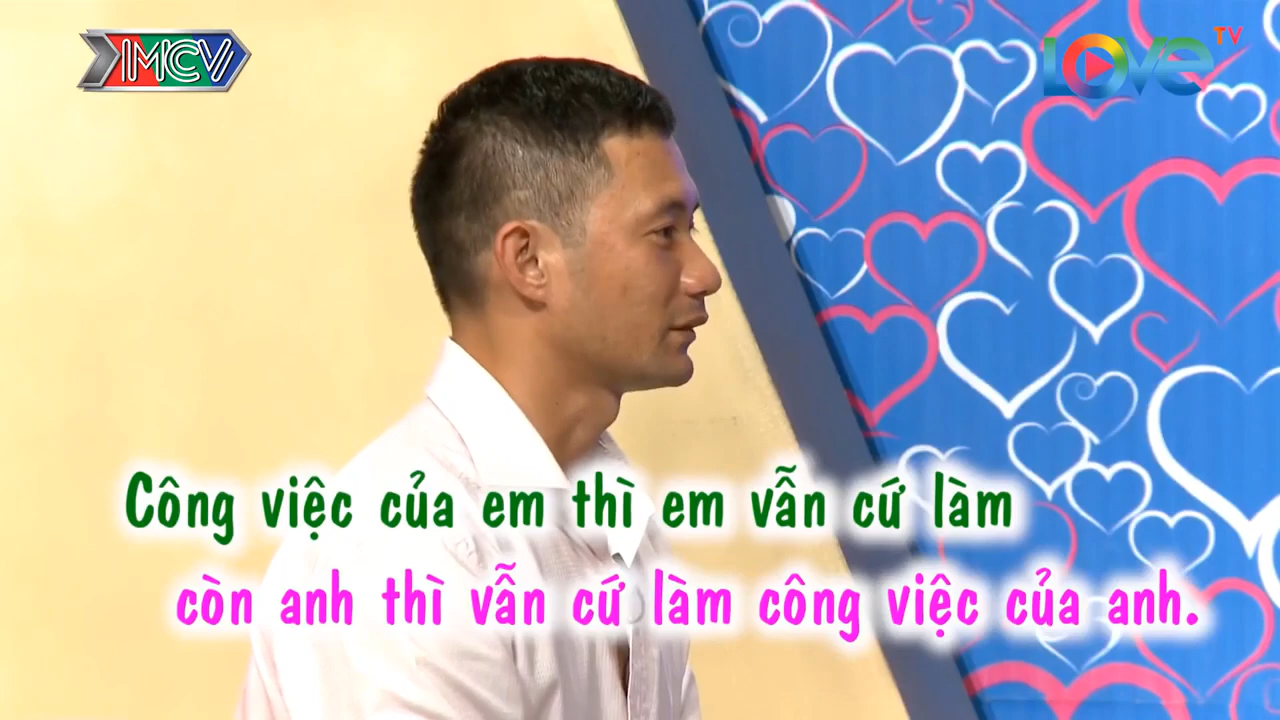 MCV
LOVE TV
Công việc của em thì em vẫn cứ làm
còn anh thì vẫn cứ làm công việc của anh.